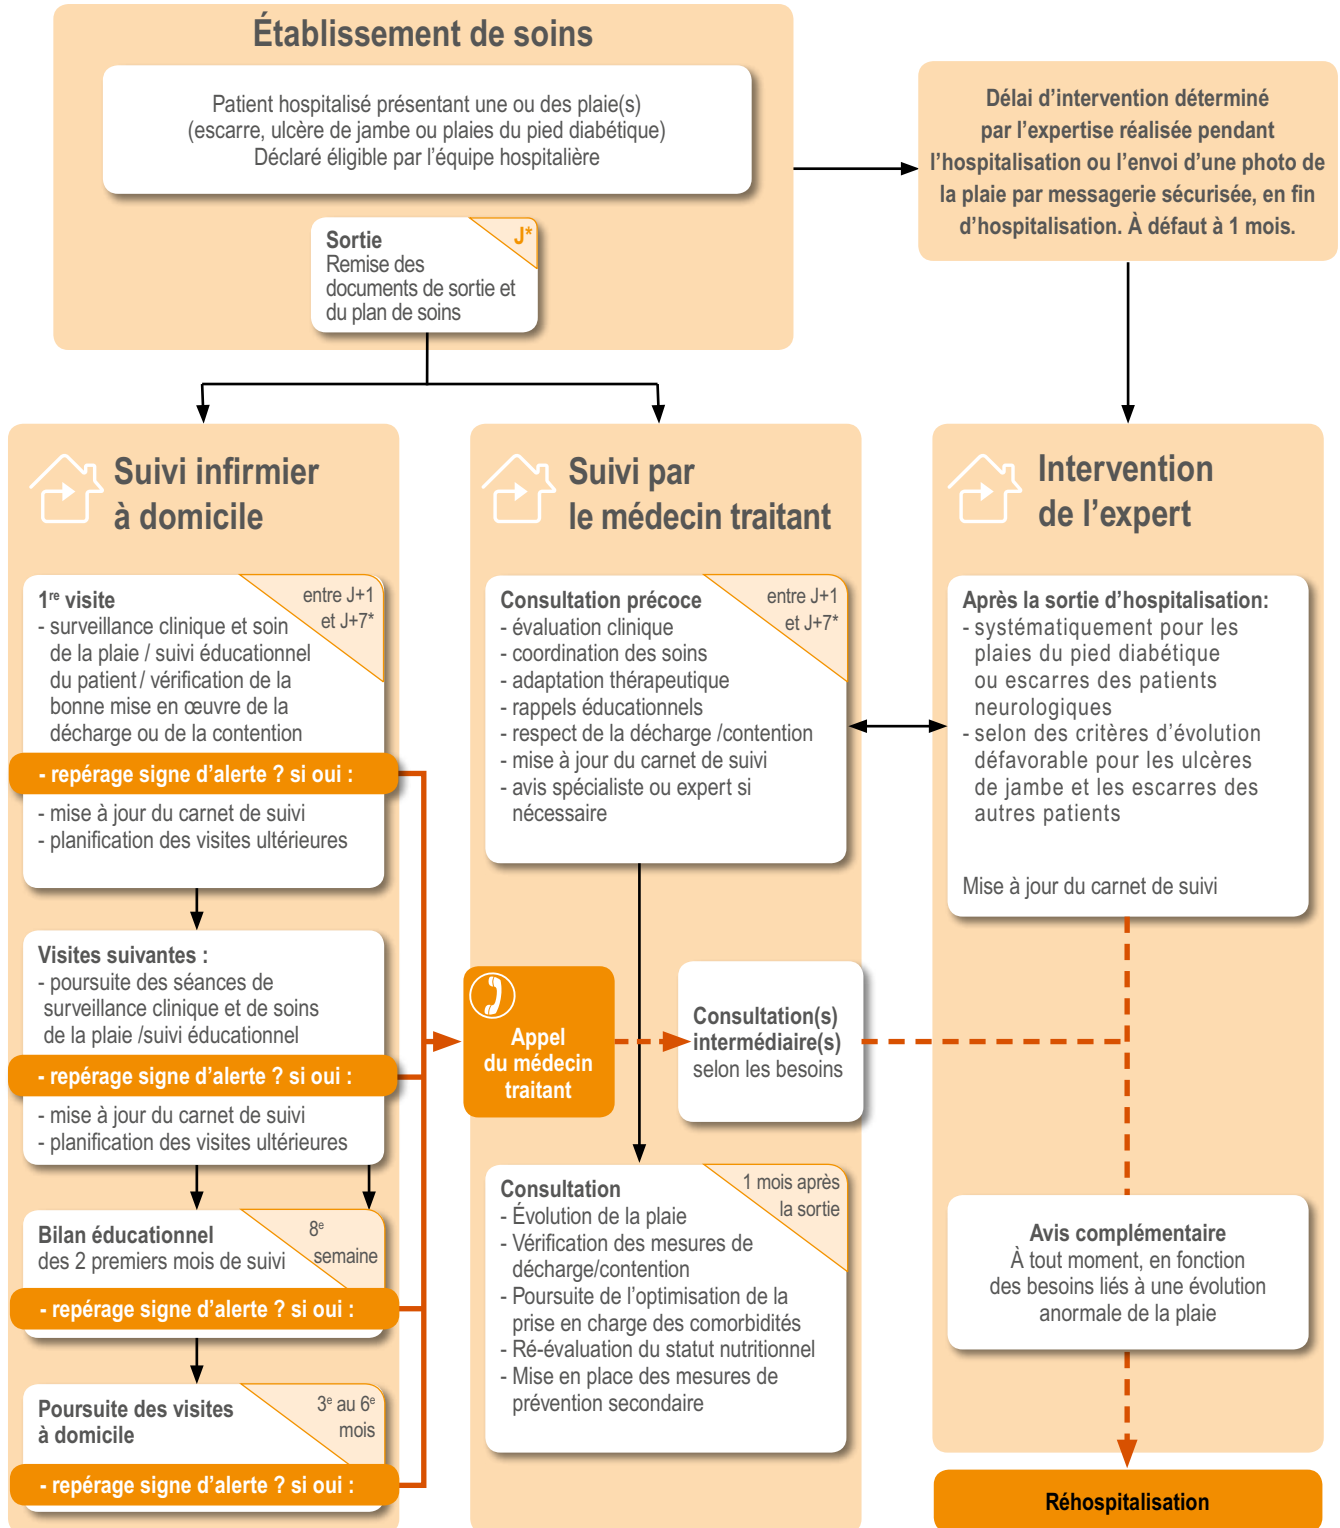 Établissement de soins
Patient hospitalisé présentant une ou des plaie(s)
(escarre, ulcère de jambe ou plaies du pied diabétique)
Déclaré éligible par l'équipe hospitalière
Sortie
J*
Remise des
documents de sortie et
du plan de soins
Délai d'intervention déterminé
par l'expertise réalisée pendant
l'hospitalisation ou l'envoi d'une photo de
la plaie par messagerie sécurisée, en fin
d'hospitalisation. À défaut à 1 mois.
Suivi infirmier
à domicile
1re visite
entre J+1
et J+7*
- surveillance clinique et soin
de la plaie / suivi éducationnel
du patient / vérification de la
bonne mise en œuvre de la
décharge ou de la contention
- repérage signe d'alerte ? si oui :
- mise à jour du carnet de suivi
- planification des visites ultérieures
Visites suivantes :
- poursuite des séances de
surveillance clinique et de soins
de la plaie /suivi éducationnel
- repérage signe d'alerte ? si oui :
- mise à jour du carnet de suivi
- planification des visites ultérieures
Bilan éducationnel
des 2 premiers mois de suivi
8e
semaine
- repérage signe d'alerte ? si oui :
Poursuite des visites
à domicile
3e au 6e
mois
- repérage signe d'alerte ? si oui :
Suivi par
le médecin traitant
Consultation précoce
entre J+1
et J+7*
- évaluation clinique
- coordination des soins
- adaptation thérapeutique
- rappels éducationnels
- respect de la décharge /contention
- mise à jour du carnet de suivi
- avis spécialiste ou expert si
nécessaire
Appel
du médecin
traitant
Consultation(s)
intermédiaire(s)
selon les besoins
Consultation
1 mois après
la sortie
- Évolution de la plaie
- Vérification des mesures de
décharge/contention
- Poursuite de l'optimisation de la
prise en charge des comorbidités
- Ré-évaluation du statut nutritionnel
- Mise en place des mesures de
prévention secondaire
Intervention
de l'expert
Après la sortie d'hospitalisation:
- systématiquement pour les
plaies du pied diabétique
ou escarres des patients
neurologiques
- selon des critères d'évolution
défavorable pour les ulcères
de jambe et les escarres des
autres patients
Mise à jour du carnet de suivi
Avis complémentaire
À tout moment, en fonction
des besoins liés à une évolution
anormale de la plaie
Réhospitalisation